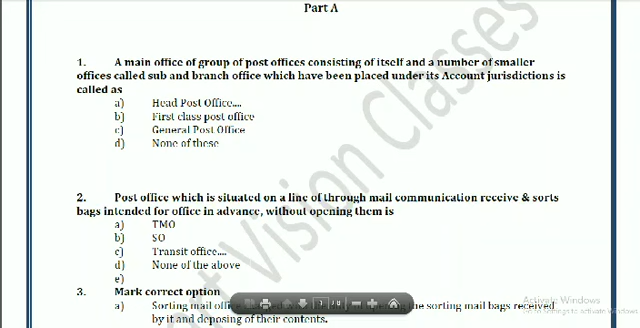 Part A
1. A main office of group of post offices consisting of itself and a number of smaller
offices called sub and branch office which have been placed under its Account jurisdictions is
called as
a) Head Post Office....
b) First class post office
c) General Post Office
d) None of these
2. Post office which is situated on a line of through mail communication receive & sorts
bags intended for office in advance, without opening them is
a) TMO
b) SO
c) Transit office....
d) None of the above
e)
3. Mark correct option
a) Sorting mail the sorting mail bags received
by it and deposing of their contents.
Vision Classes
Activate Windows